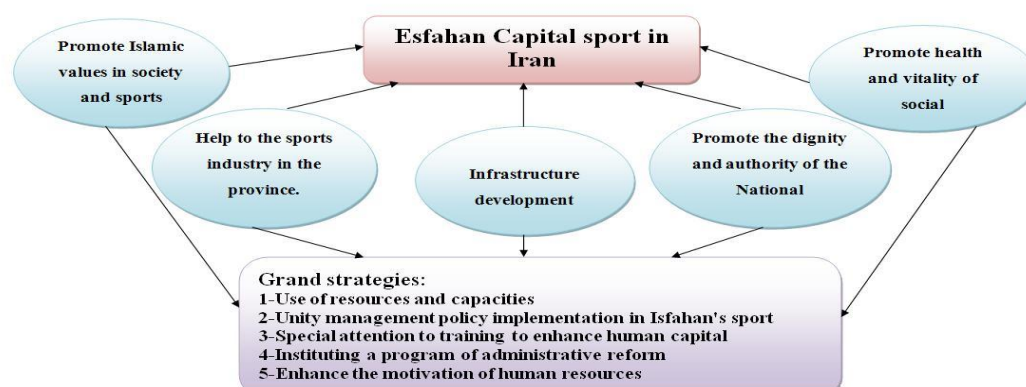 Esfahan Capital sport in
Iran
Promote Islamic
values in society
and sports
Promote health
and vitality of
social
Help to the sports
industry in the
province.
Infrastructure
development
Promote the dignity
and authority of the
National
Grand strategies:
1-Use of resources and capacities
2-Unity management policy implementation in Isfahan's sport
3-Special attention to training to enhance human capital
4-Instituting a program of administrative reform
5-Enhance the motivation of human resources